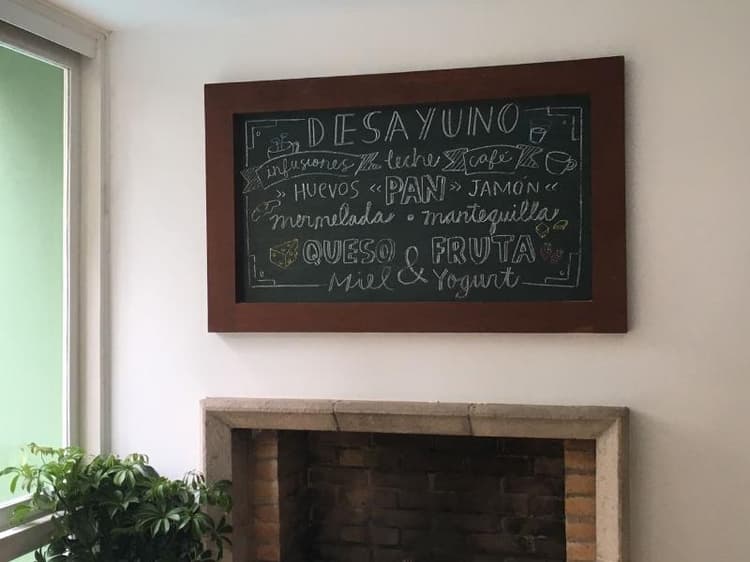 DESAYUNO
infusiones leche café
» HUEVOS « PAN » JAMÓN «
mermelada o mantequilla
QUESO & FRUTA
Miel Yogurt